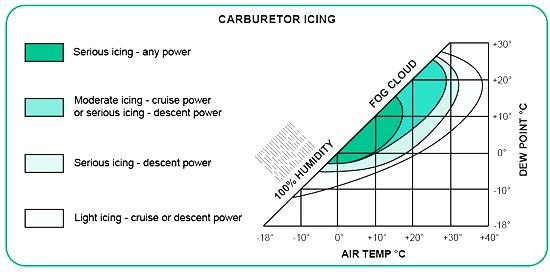 CARBURETOR ICING
Serious icing - any power
Moderate icing - cruise power
or serious icing - descent power
Serious icing - descent power
Light icing - cruise or descent power
FOG CLOUD
100% HUMIDITY
+30°
+20°
+10°
0°
-10°
-18°
DEW POINT °C
-18° -10° 0° +10° +20° +30° +40°
AIR TEMP °C